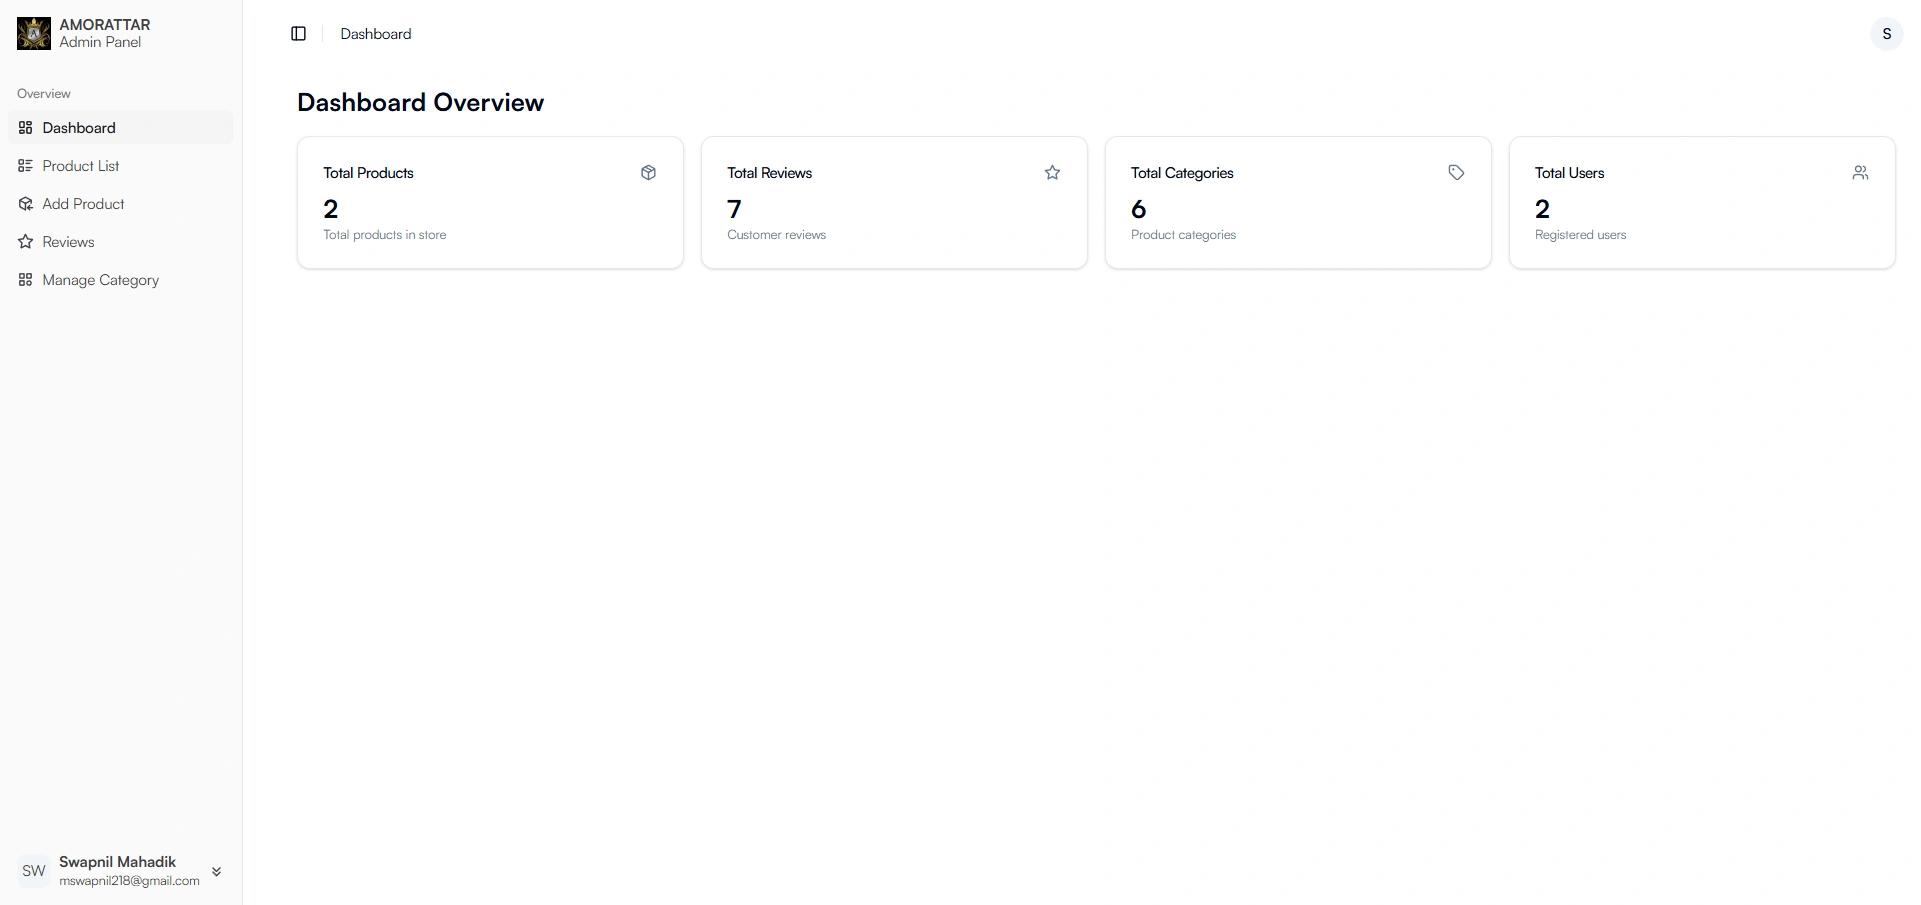 AMORATTAR
Admin Panel
Overview
Dashboard
Product List
Add Product
Reviews
Manage Category
SW
Swapnil Mahadik
mswapnil218@gmail.com
Dashboard
S
Dashboard Overview
Total Products
2
Total products in store
Total Reviews
7
Customer reviews
Total Categories
6
Product categories
Total Users
2
Registered users